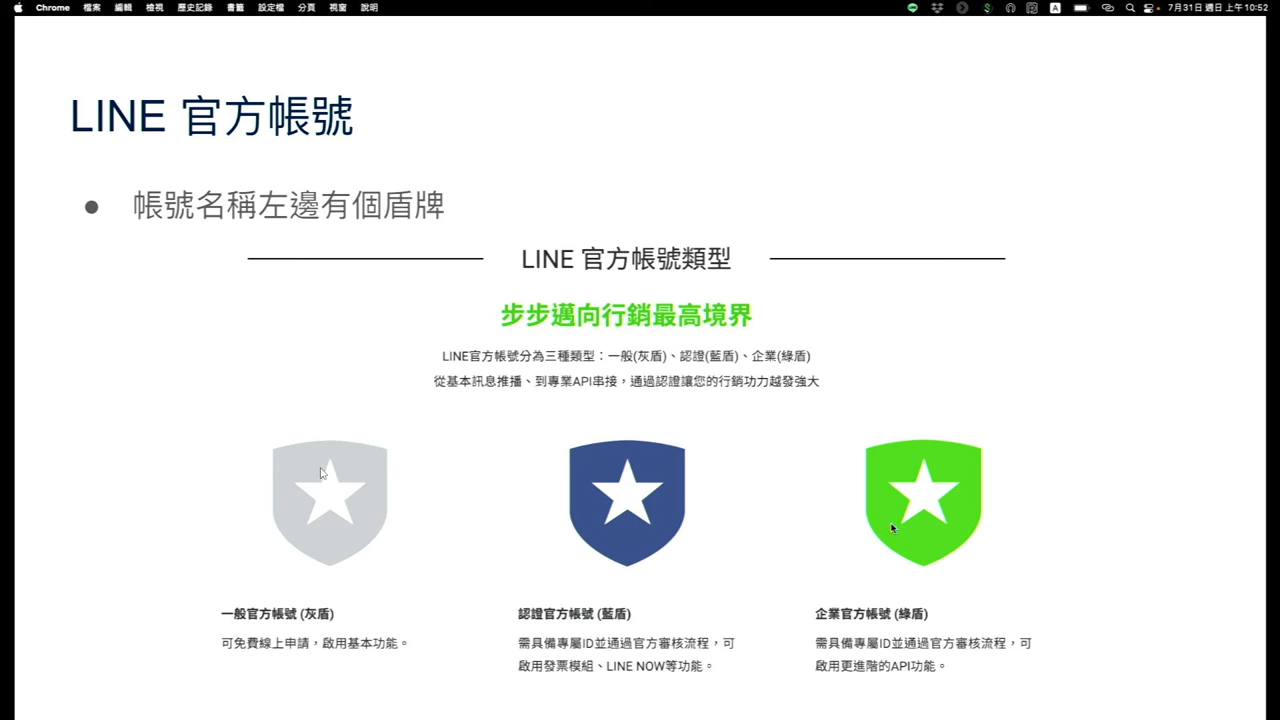 Chrome 檔案 編輯 檢視 歷史記錄 書籤 設定檔 分頁 視窗 說明 A 7月31日 週日 上午10:52
LINE 官方帳號
● 帳號名稱左邊有個盾牌
LINE 官方帳號類型
步步邁向行銷最高境界
LINE官方帳號分為三種類型：一般(灰盾)、認證(藍盾)、企業(綠盾)
從基本訊息推播、到專業API串接，通過認證讓您的行銷功力越發強大
一般官方帳號 (灰盾)
可免費線上申請，啟用基本功能。
認證官方帳號 (藍盾)
需具備專屬ID並通過官方審核流程，可
啟用發票模組、LINE NOW等功能。
企業官方帳號 (綠盾)
需具備專屬ID並通過官方審核流程，可
啟用更進階的API功能。